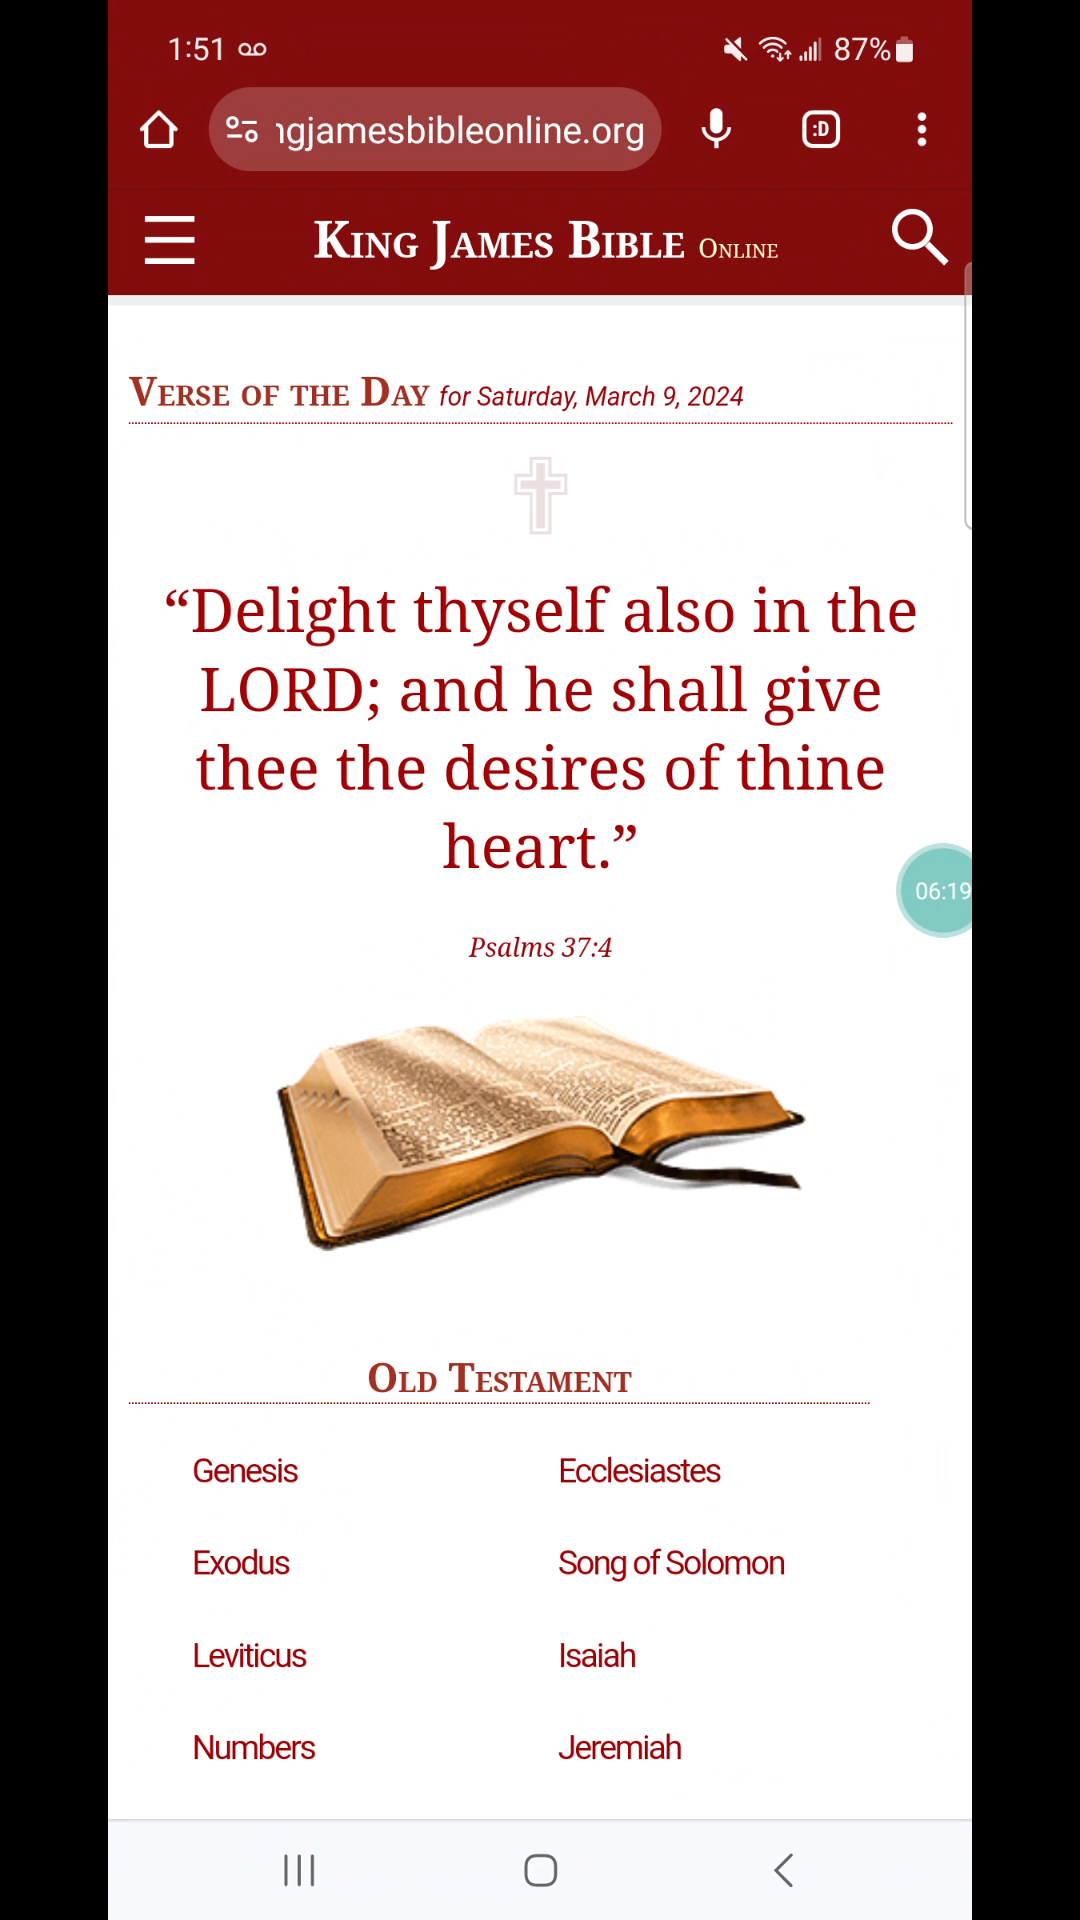 1:51
87%
ngjamesbibleonline.org
:D
KING JAMES BIBLE ONLINE
VERSE OF THE DAY for Saturday, March 9, 2024
“Delight thyself also in the
LORD; and he shall give
thee the desires of thine
heart.”
06:19
Psalms 37:4
OLD TESTAMENT
Genesis
Ecclesiastes
Exodus
Song of Solomon
Leviticus
Isaiah
Numbers
Jeremiah